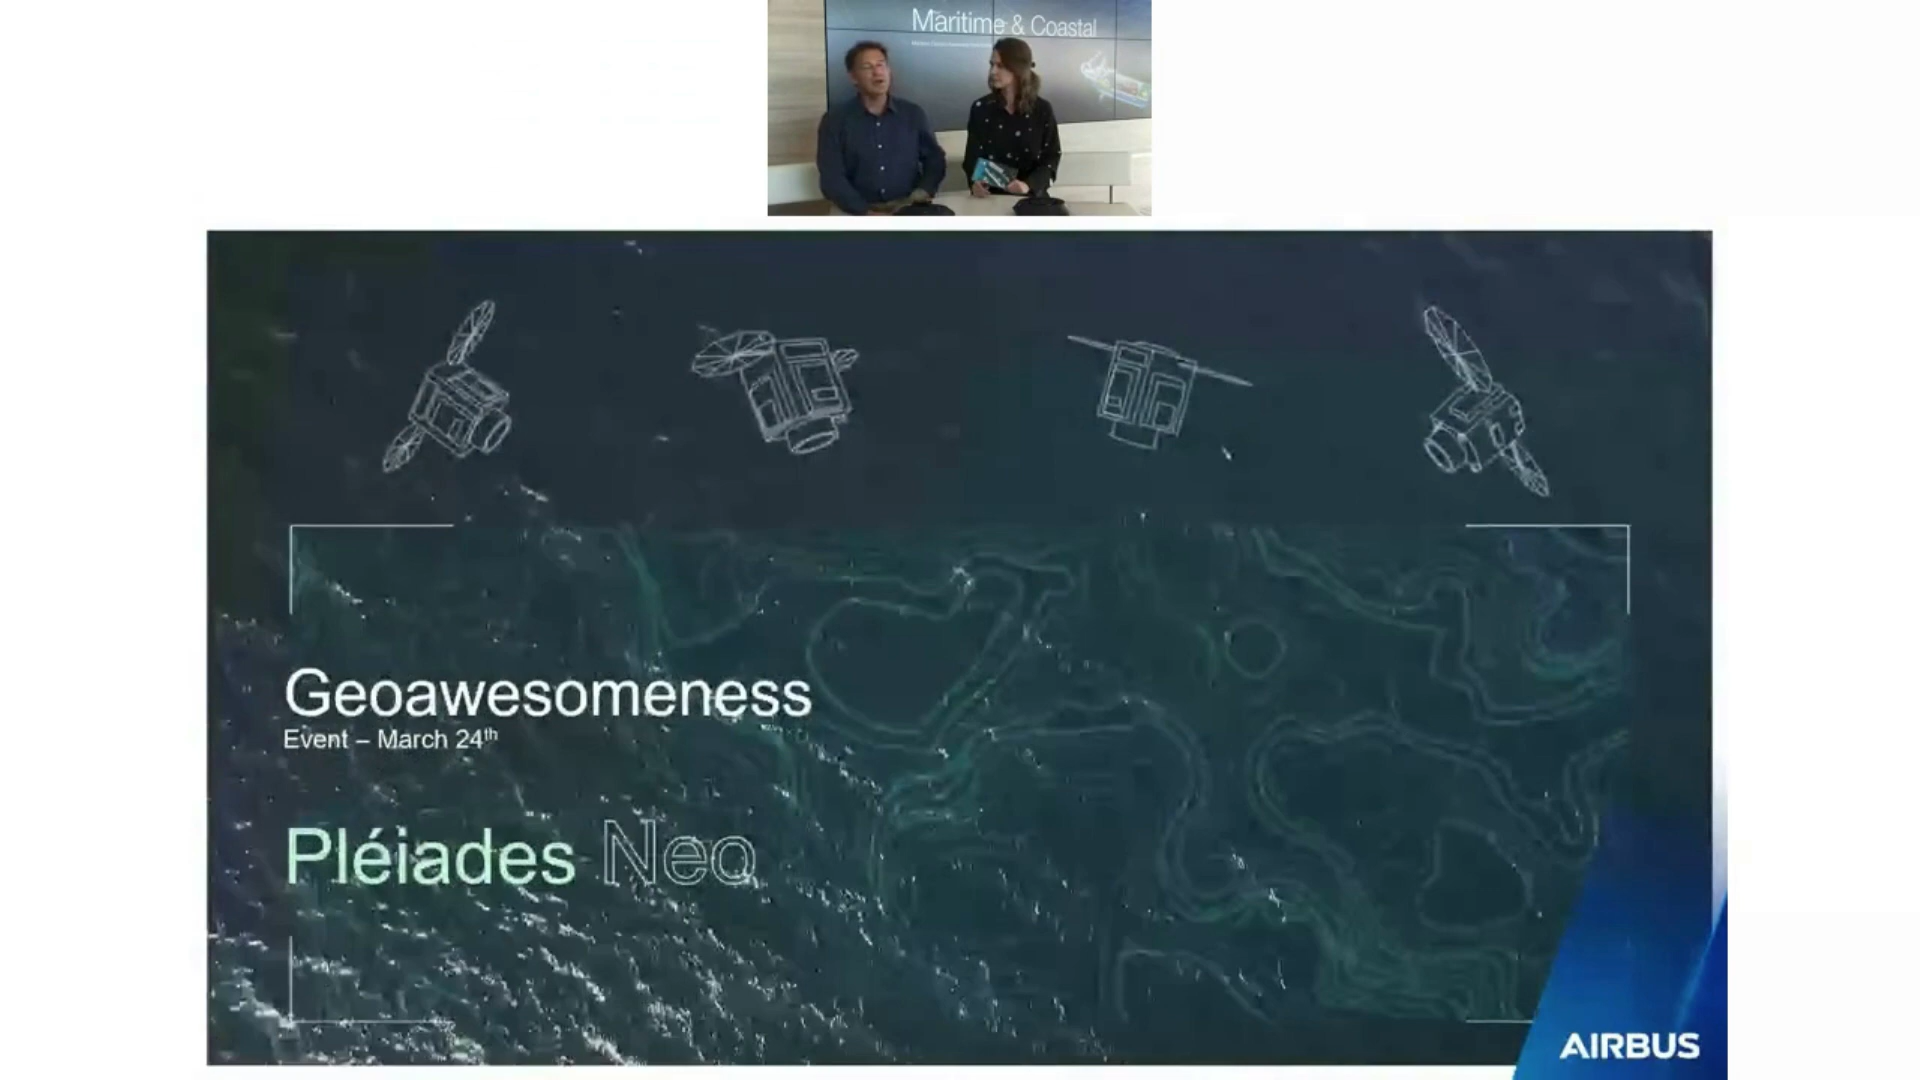 Maritime & Coastal
Geoawesomeness
Event – March 24th
Pléiades Neo
AIRBUS